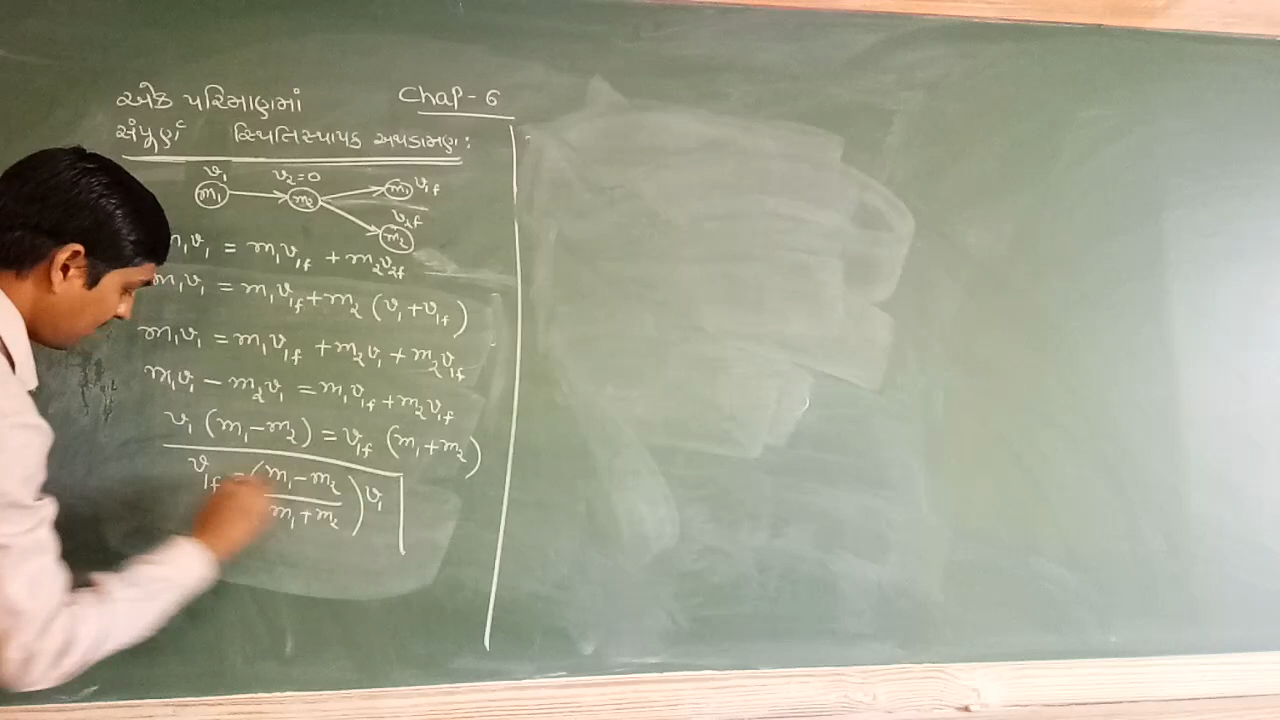 એક પરિમાણમાં Chap - 6
સંપૂર્ણ સ્થિતિસ્થાપક અથડામણ :
v₁ v₂=0 m₁ v₁f
m₁ m₂ v₂f
m₂
m₁v₁ = m₁v₁f + m₂v₂f
m₁v₁ = m₁v₁f + m₂ (v₁+v₁f)
m₁v₁ = m₁v₁f + m₂v₁ + m₂v₁f
m₁v₁ - m₂v₁ = m₁v₁f + m₂v₁f
v₁ (m₁-m₂) = v₁f (m₁+m₂)
v₁f = (m₁-m₂ / m₁+m₂) v₁